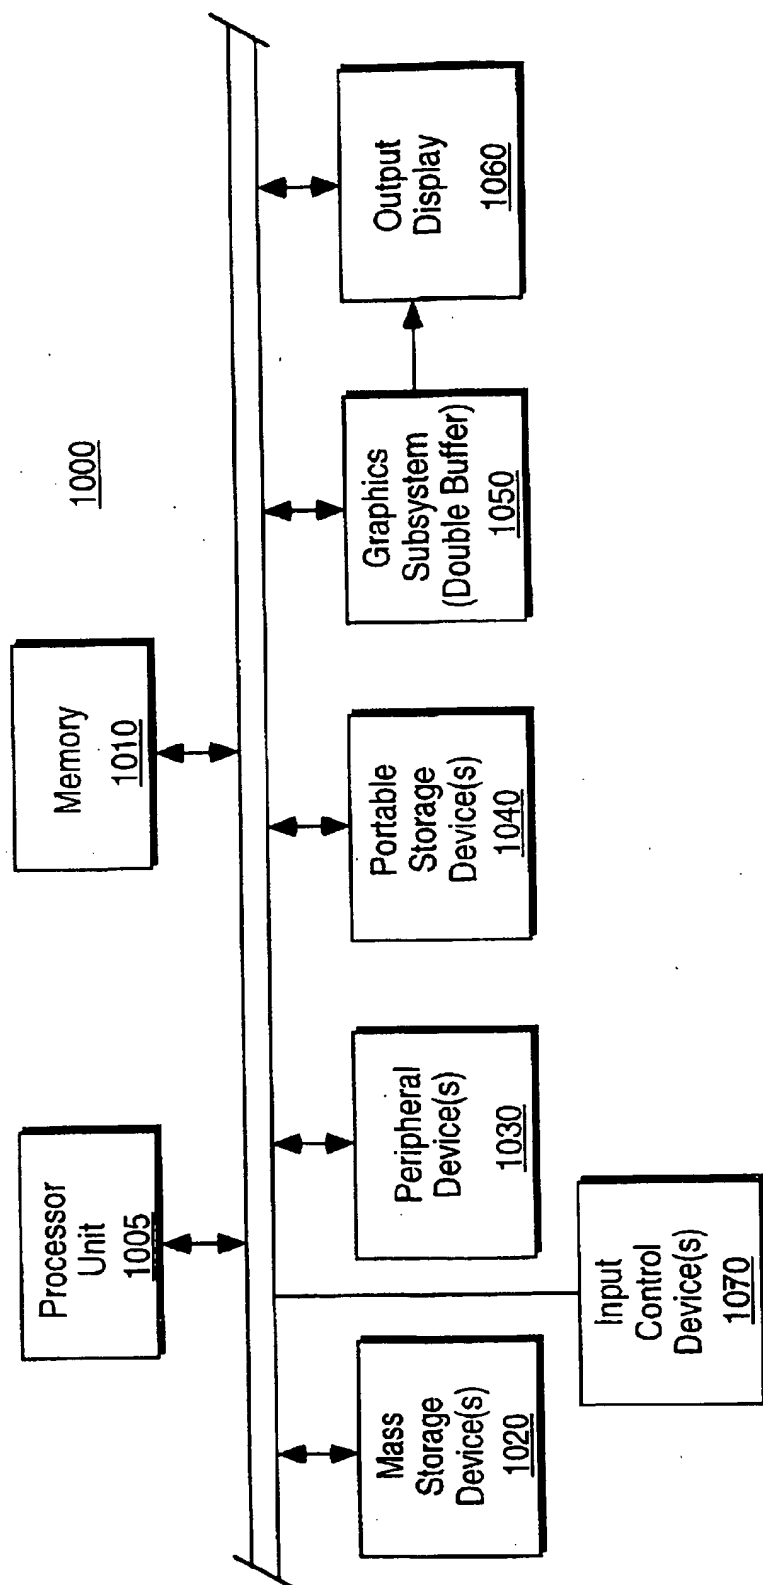 1000
Processor
Unit
1005
Memory
1010
Mass
Storage
Device(s)
1020
Peripheral
Device(s)
1030
Portable
Storage
Device(s)
1040
Graphics
Subsystem
(Double Buffer)
1050
Output
Display
1060
Input
Control
Device(s)
1070